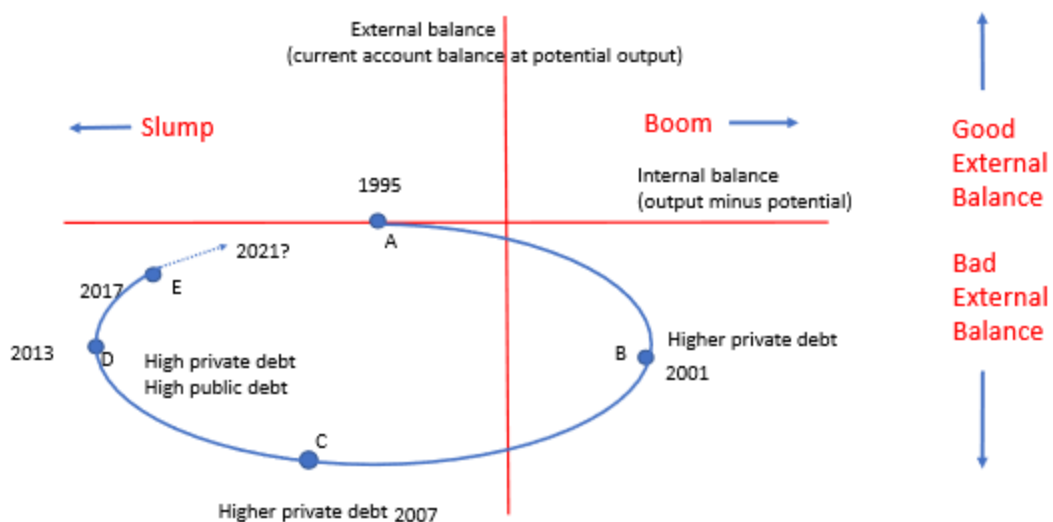 External balance
(current account balance at potential output)
Slump
Boom
Good
External
Balance
1995
Internal balance
(output minus potential)
A
2021?
E
2017
Bad
External
Balance
2013
D
High private debt
High public debt
B
Higher private debt
2001
C
Higher private debt 2007